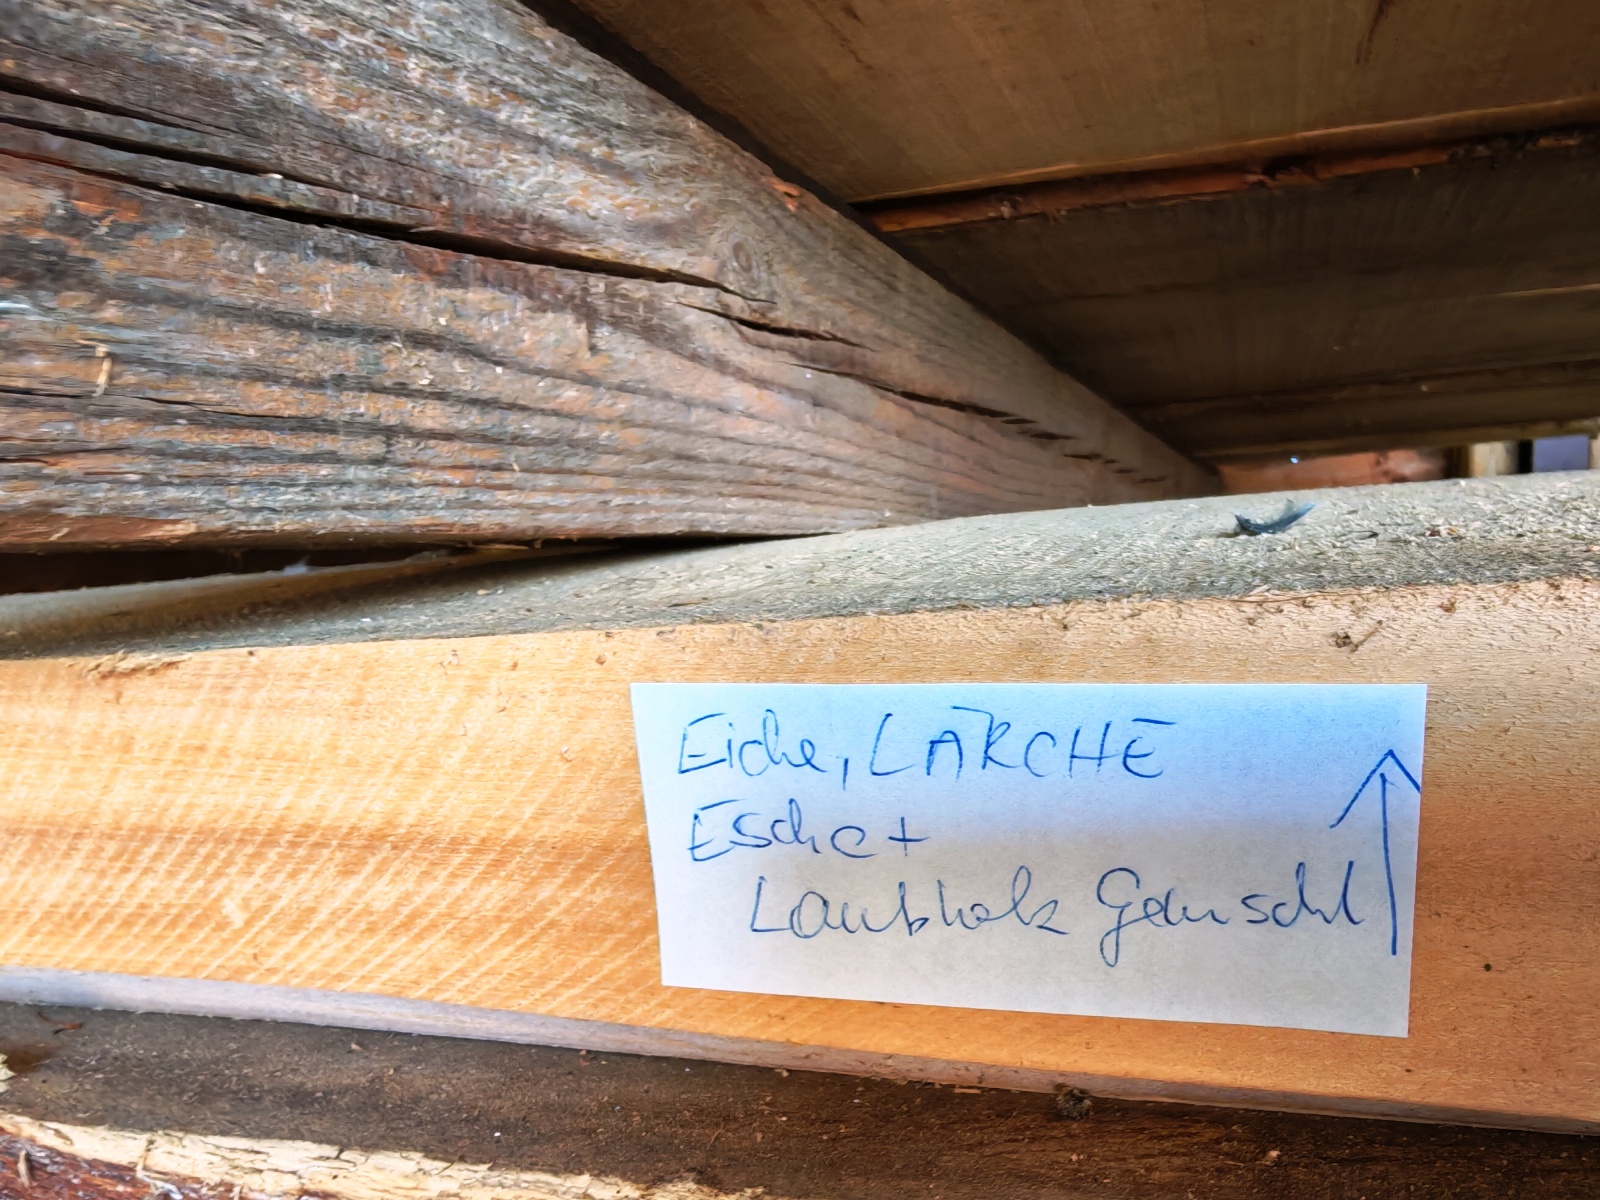 Eiche, LÄRCHE
Esche +
Laubholz Gemischt